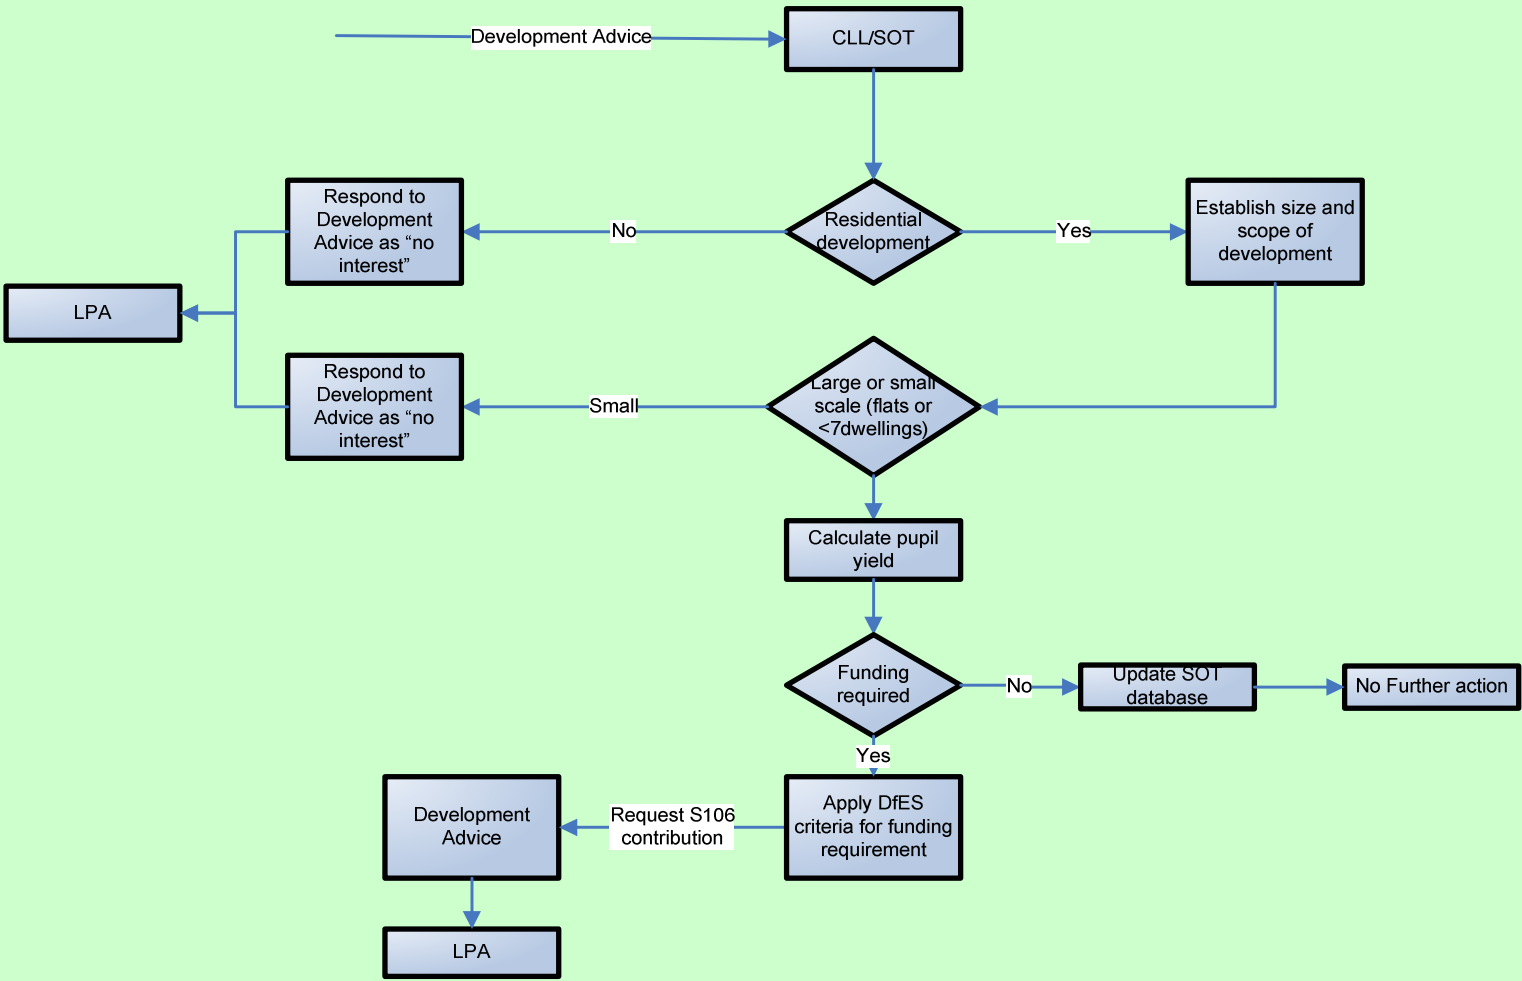 Development Advice
CLL/SOT
Respond to
Development
Advice as “no
interest”
No
Residential
development
Yes
Establish size and
scope of
development
LPA
Respond to
Development
Advice as “no
interest”
Small
Large or small
scale (flats or
<7dwellings)
Calculate pupil
yield
Funding
required
No
Update SOT
database
No Further action
Yes
Development
Advice
Request S106
contribution
Apply DfES
criteria for funding
requirement
LPA